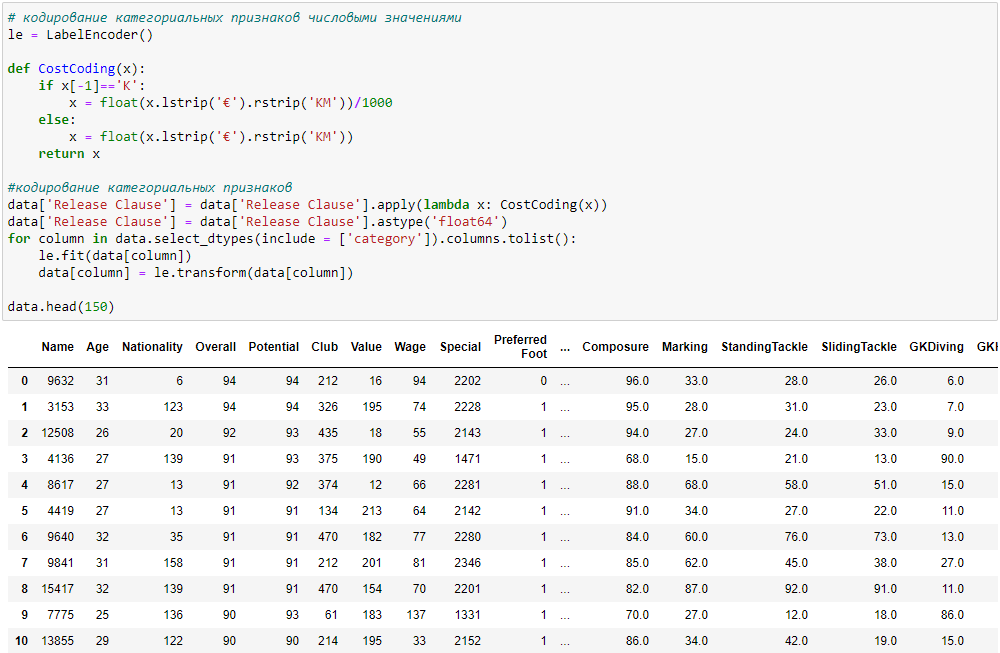 # кодирование категориальных признаков числовыми значениями
le = LabelEncoder()
def CostCoding(x):
    if x[-1]=='K':
        x = float(x.lstrip('€').rstrip('KM'))/1000
    else:
        x = float(x.lstrip('€').rstrip('KM'))
    return x
#кодирование категориальных признаков
data['Release Clause'] = data['Release Clause'].apply(lambda x: CostCoding(x))
data['Release Clause'] = data['Release Clause'].astype('float64')
for column in data.select_dtypes(include = ['category']).columns.tolist():
    le.fit(data[column])
    data[column] = le.transform(data[column])
data.head(150)
Name Age Nationality Overall Potential Club Value Wage Special Preferred Foot ... Composure Marking StandingTackle SlidingTackle GKDiving
0 9632 31 6 94 94 212 16 94 2202 0 ... 96.0 33.0 28.0 26.0 6.0
1 3153 33 123 94 94 326 195 74 2228 1 ... 95.0 28.0 31.0 23.0 7.0
2 12508 26 20 92 93 435 18 55 2143 1 ... 94.0 27.0 24.0 33.0 9.0
3 4136 27 139 91 93 375 190 49 1471 1 ... 68.0 15.0 21.0 13.0 90.0
4 8617 27 13 91 92 374 12 66 2281 1 ... 88.0 68.0 58.0 51.0 15.0
5 4419 27 13 91 91 134 213 64 2142 1 ... 91.0 34.0 27.0 22.0 11.0
6 9640 32 35 91 91 470 182 77 2280 1 ... 84.0 60.0 76.0 73.0 13.0
7 9841 31 158 91 91 212 201 81 2346 1 ... 85.0 62.0 45.0 38.0 27.0
8 15417 32 139 91 91 470 154 70 2201 1 ... 82.0 87.0 92.0 91.0 11.0
9 7775 25 136 90 93 61 183 137 1331 1 ... 70.0 27.0 12.0 18.0 86.0
10 13855 29 122 90 90 214 195 33 2152 1 ... 86.0 34.0 42.0 19.0 15.0